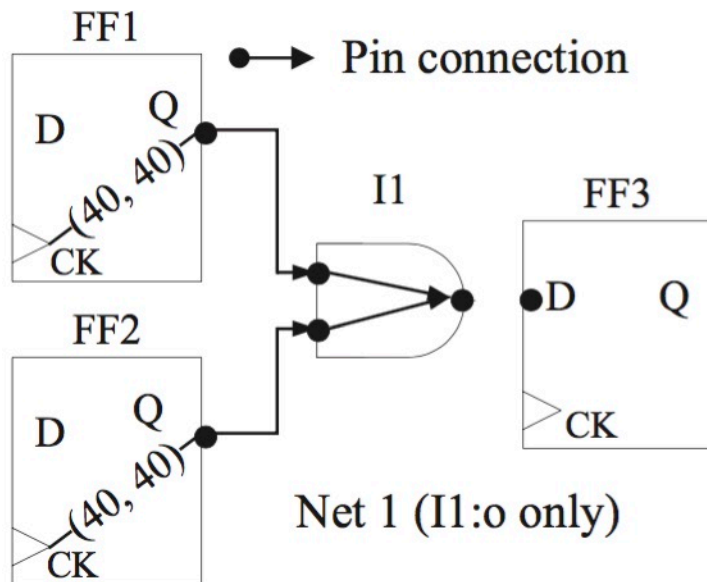 FF1
Pin connection
D
Q
(40, 40)
CK
I1
FF3
D
Q
CK
FF2
D
Q
(40, 40)
CK
Net 1 (I1:o only)